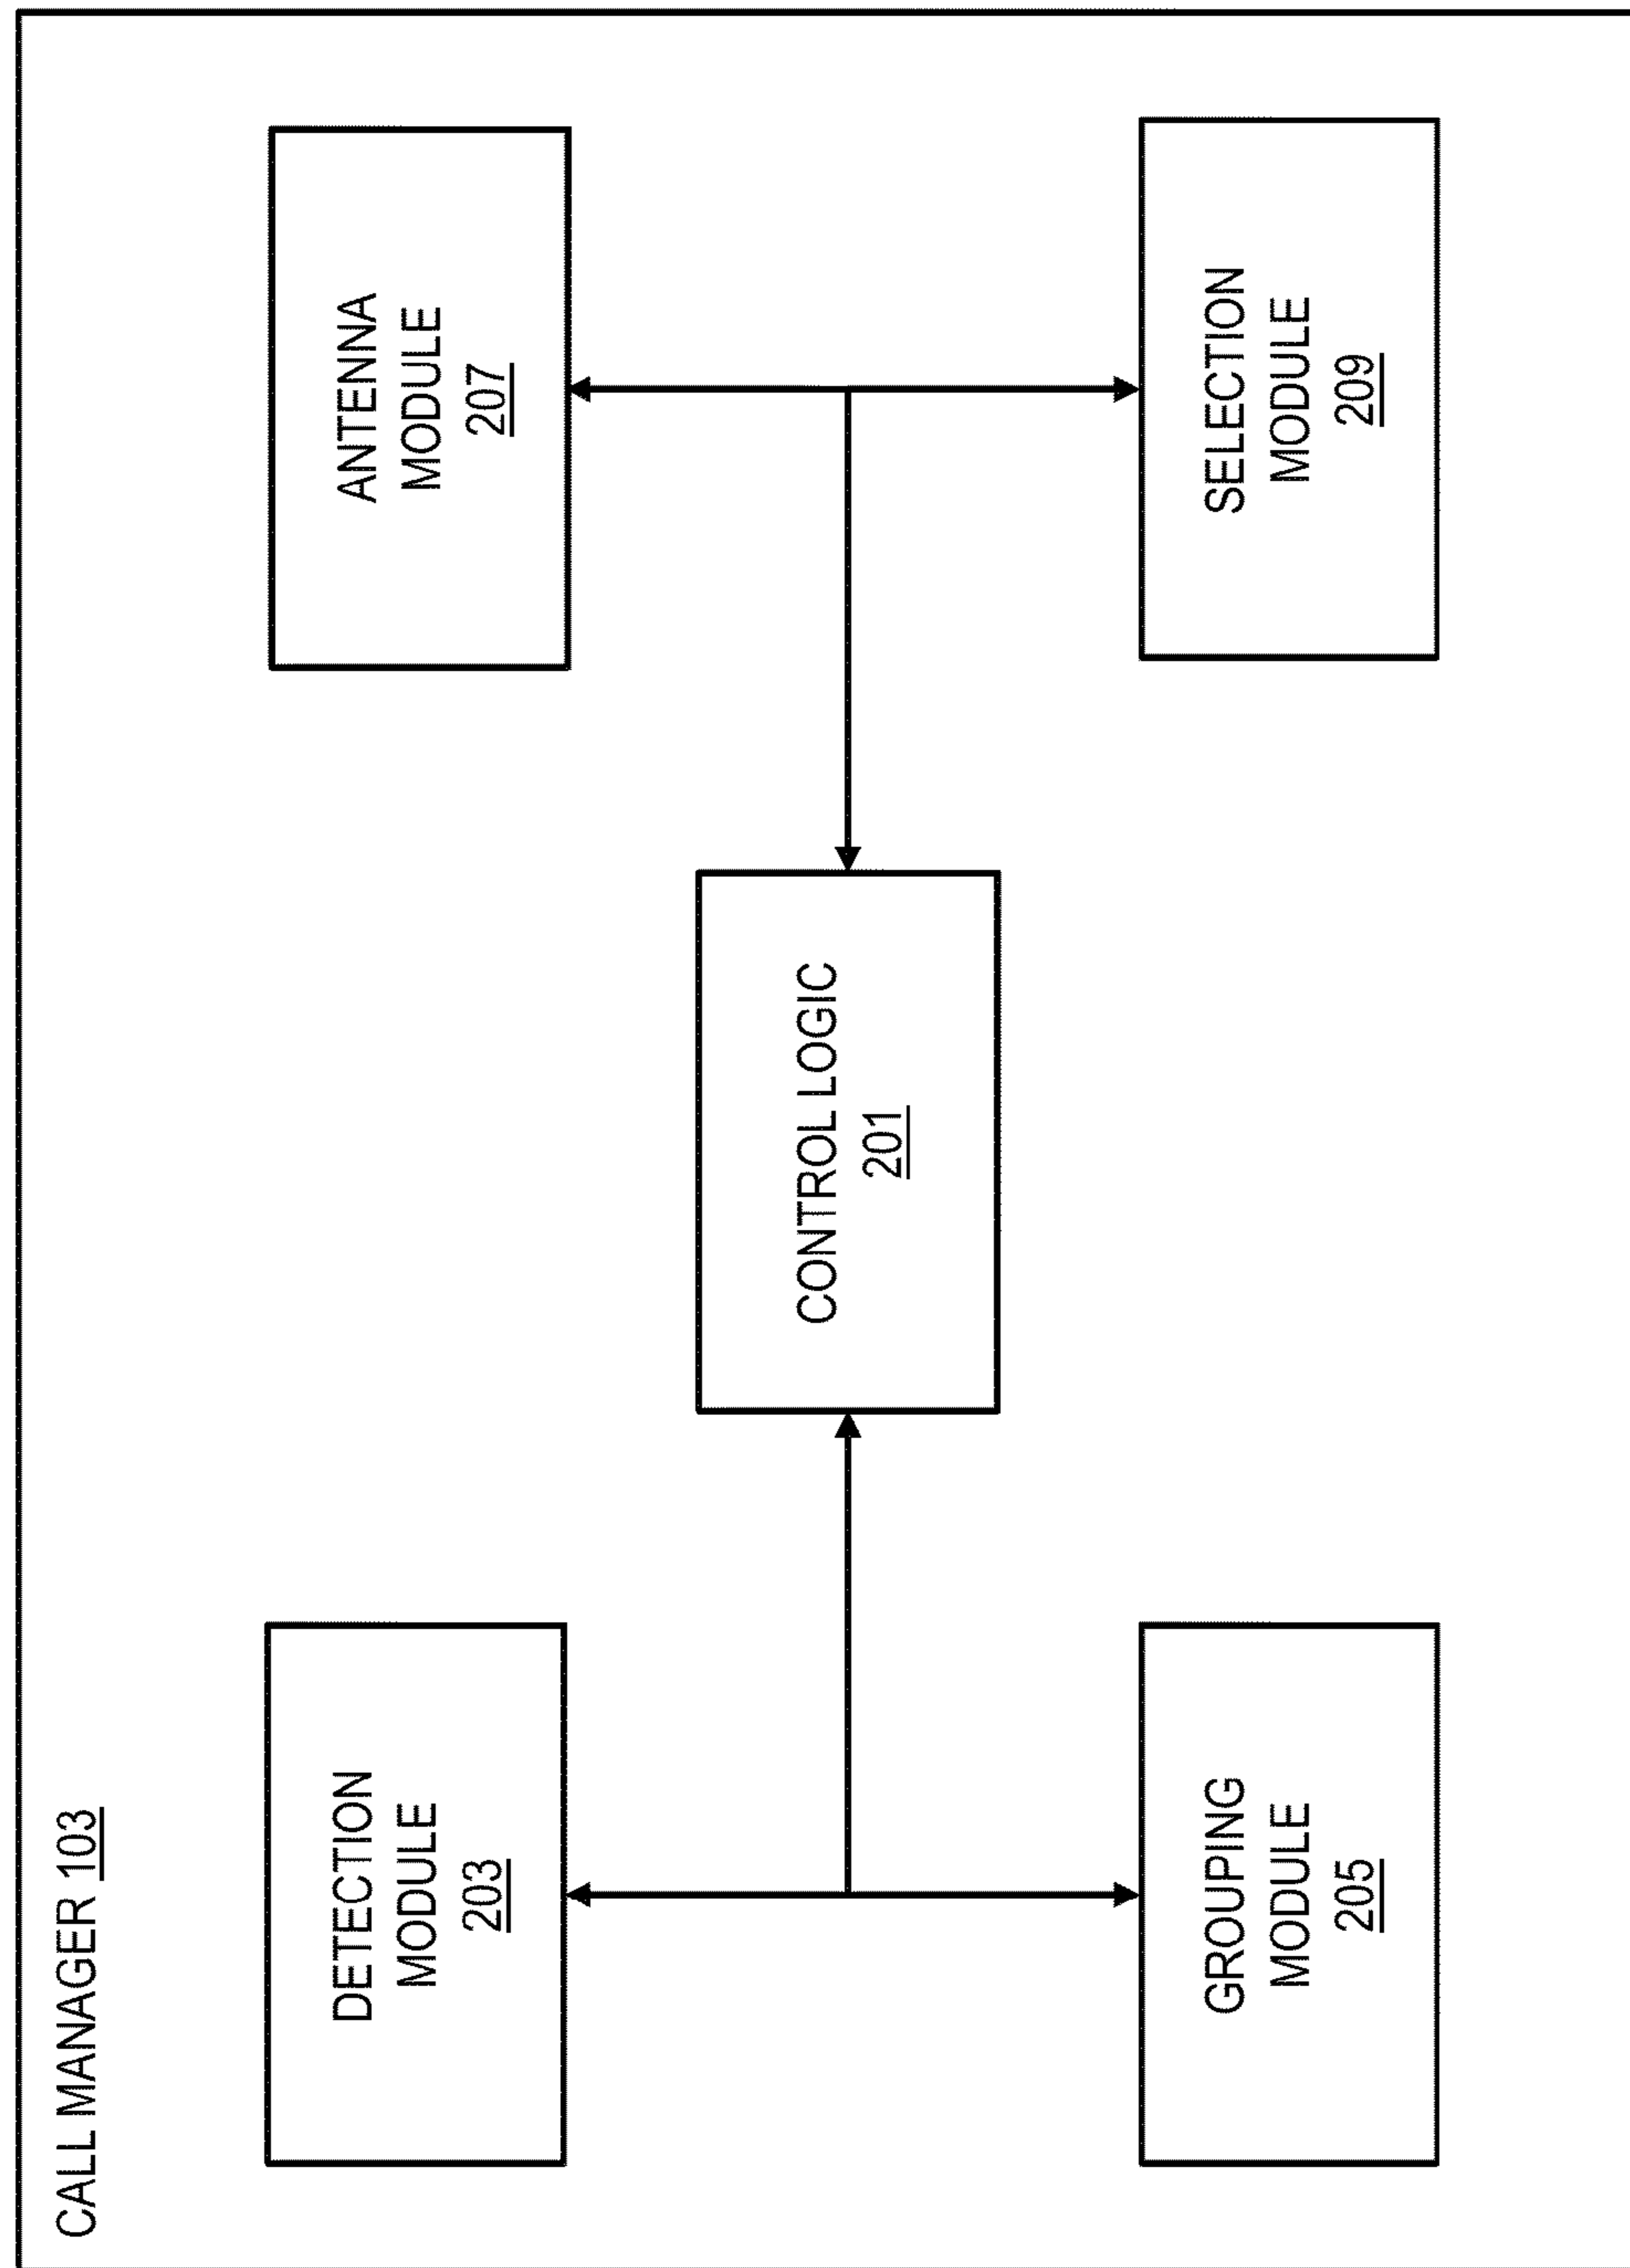 CALL MANAGER 103
DETECTION
MODULE
203
ANTENNA
MODULE
207
CONTROL LOGIC
201
GROUPING
MODULE
205
SELECTION
MODULE
209